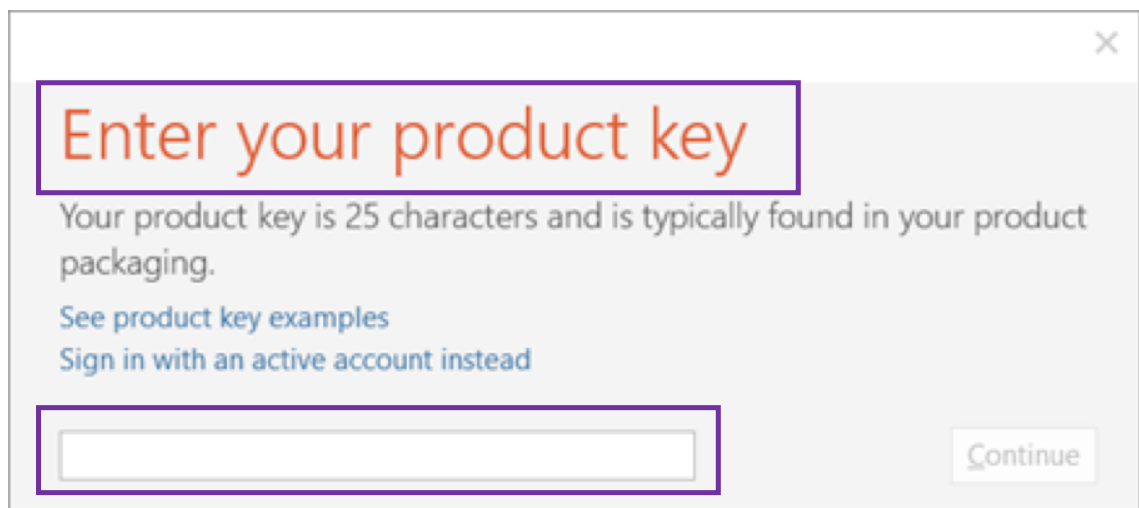 Enter your product key
Your product key is 25 characters and is typically found in your product
packaging.
See product key examples
Sign in with an active account instead
Continue